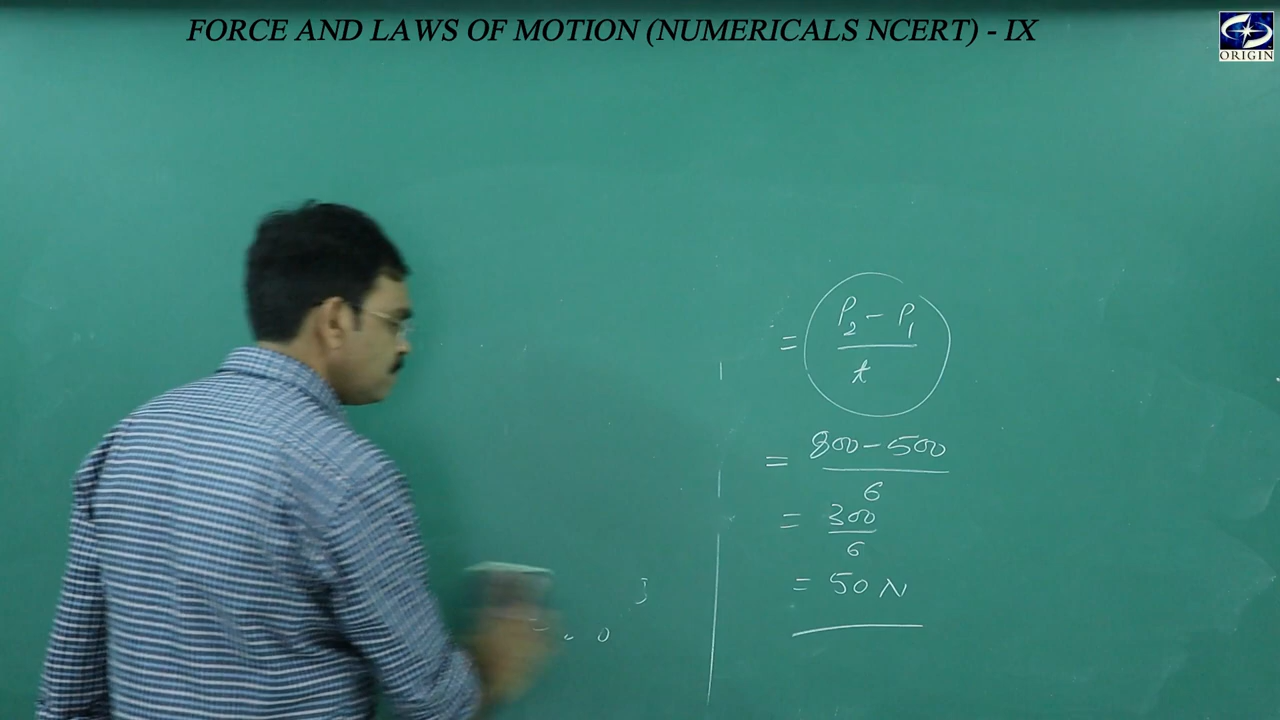 FORCE AND LAWS OF MOTION (NUMERICALS NCERT) - IX
ORIGIN
= P₂ - P₁ / t
= 800 - 500 / 6
= 300 / 6
= 50 N